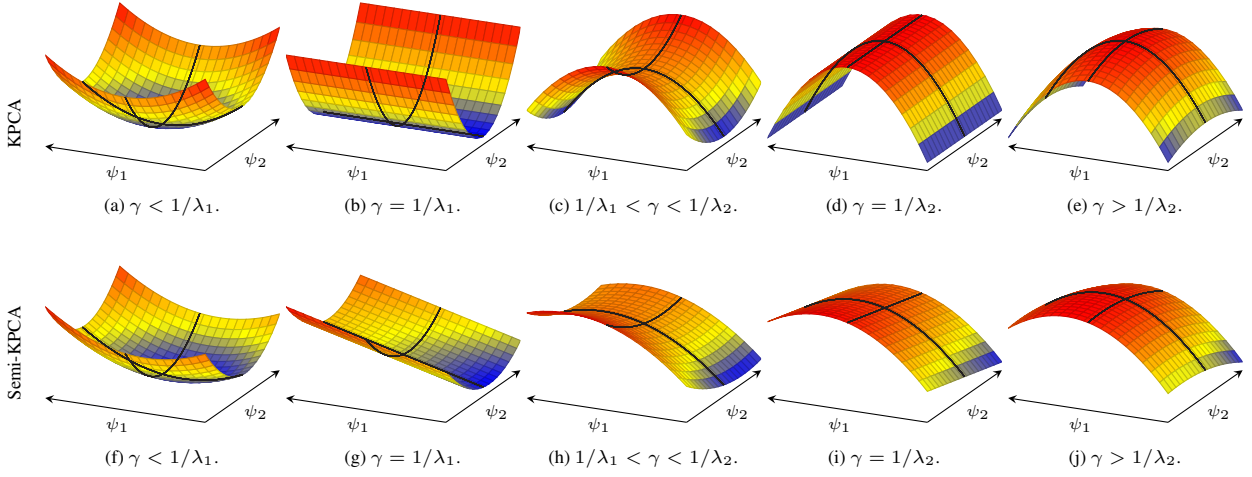 KPCA
ψ1 ψ2 ψ1 ψ2 ψ1 ψ2 ψ1 ψ2 ψ1 ψ2
(a) γ < 1/λ1. (b) γ = 1/λ1. (c) 1/λ1 < γ < 1/λ2. (d) γ = 1/λ2. (e) γ > 1/λ2.
Semi-KPCA
ψ1 ψ2 ψ1 ψ2 ψ1 ψ2 ψ1 ψ2 ψ1 ψ2
(f) γ < 1/λ1. (g) γ = 1/λ1. (h) 1/λ1 < γ < 1/λ2. (i) γ = 1/λ2. (j) γ > 1/λ2.